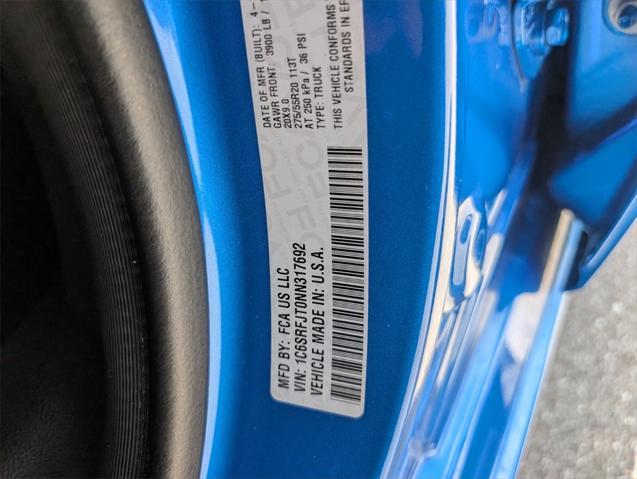 MFD BY: FCA US LLC
VIN: 1C6SRFJT0NN317692
VEHICLE MADE IN: U.S.A.
DATE OF MFR (BUILT): 4-
GAWR FRONT: 3900 LB /
20X9.0
275/55R20 113T
AT 250 kPa / 36 PSI
TYPE: TRUCK
THIS VEHICLE CONFORMS
STANDARDS IN EF